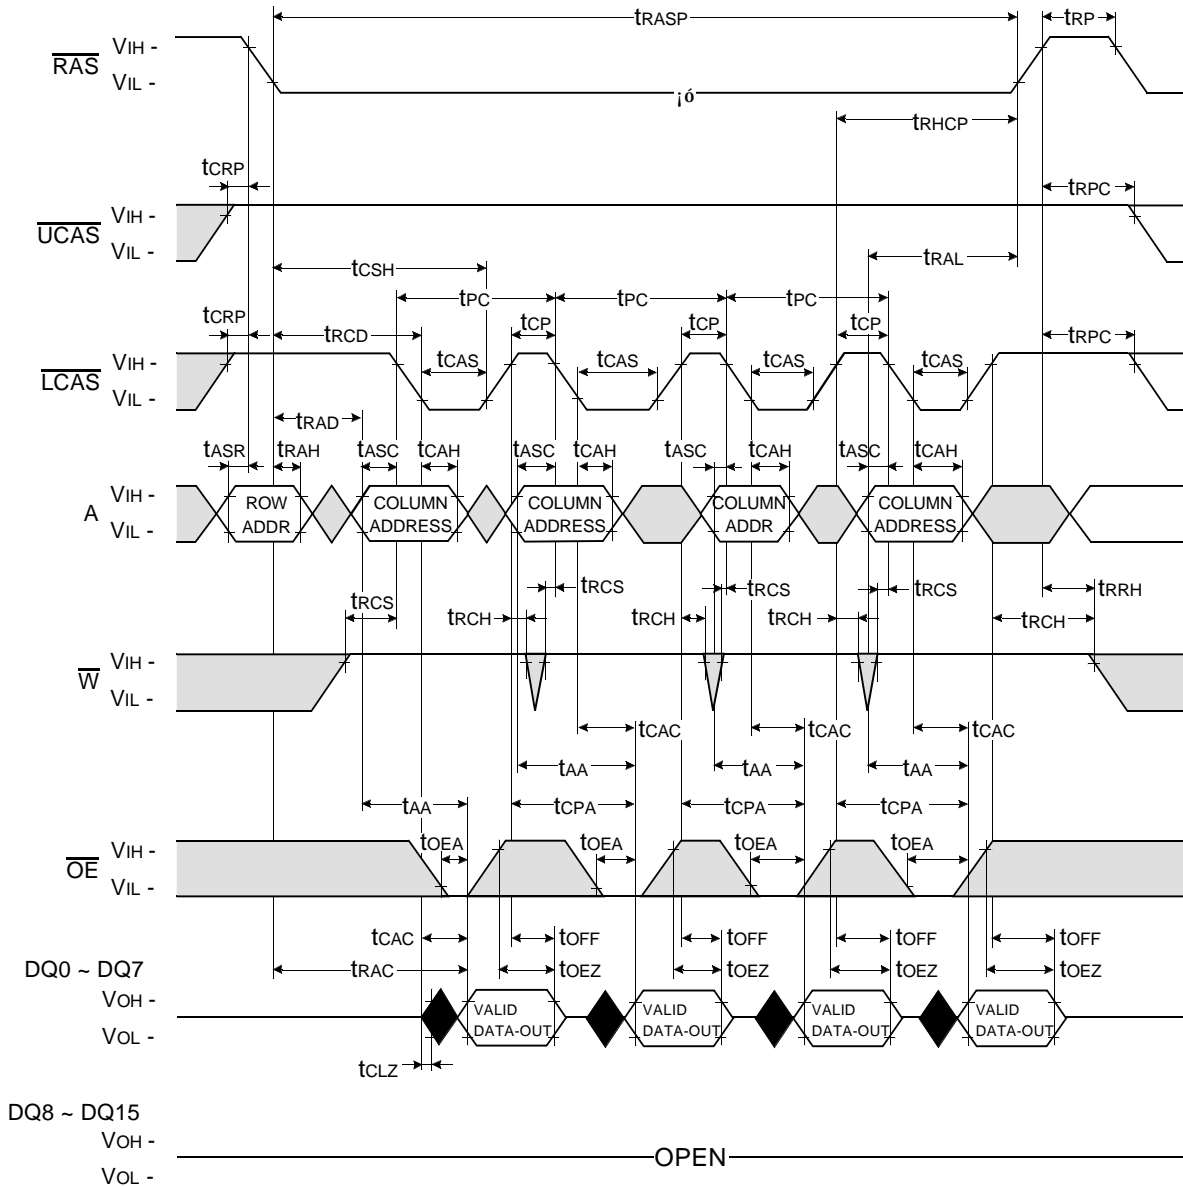 tRASP tRP
RAS VIH -
VIL -
¡ó
tRHCP
tCRP tRPC
UCAS VIH -
VIL -
tCSH tRAL
tPC tPC tPC
tCRP tRCD tCP tCP tCP tRPC
LCAS VIH - tCAS tCAS tCAS tCAS
VIL -
tRAD
tASR tRAH tASC tCAH tASC tCAH tASC tCAH tASC tCAH
A VIH - ROW COLUMN COLUMN COLUMN COLUMN
VIL - ADDR ADDRESS ADDRESS ADDR ADDRESS
tRCS tRCS tRCS tRCS tRRH
tRCH tRCH tRCH tRCH
W VIH -
VIL -
tCAC tCAC tCAC
tAA tAA tAA
tAA tCPA tCPA tCPA
OE VIH - tOEA tOEA tOEA tOEA
VIL -
tCAC tOFF tOFF tOFF tOFF
DQ0 ~ DQ7 tRAC tOEZ tOEZ tOEZ tOEZ
VOH - VALID VALID VALID VALID
VOL - DATA-OUT DATA-OUT DATA-OUT DATA-OUT
tCLZ
DQ8 ~ DQ15
VOH -
OPEN
VOL -